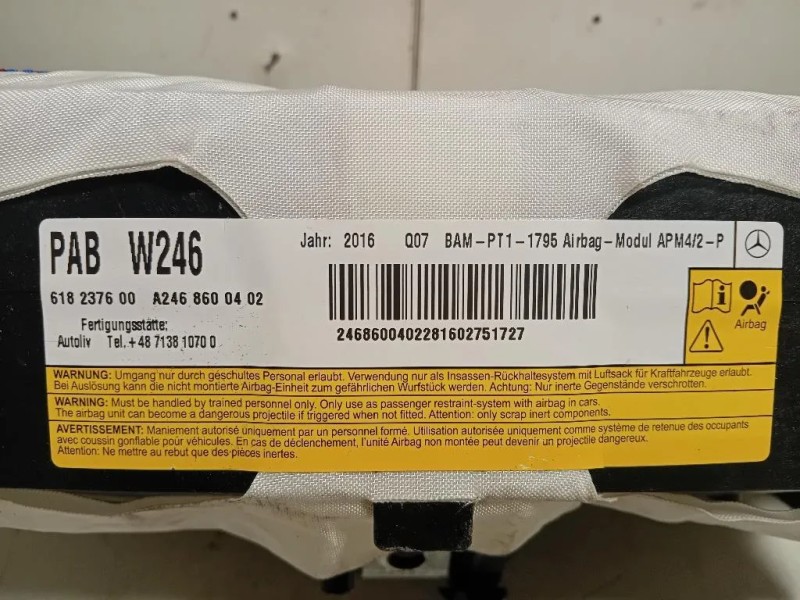 PAB W246
Jahr: 2016 Q07 BAM-PT1-1795 Airbag-Modul APM4/2-P
618 2376 00 A246 860 04 02
Fertigungsstätte:
Autoliv Tel. +48 7138 1070 0
2468600402281602751727
Airbag
WARNUNG: Umgang nur durch geschultes Personal erlaubt. Verwendung nur als Insassen-Rückhaltesystem mit Luftsack für Kraftfahrzeuge erlaubt.
Bei Auslösung kann die nicht montierte Airbag-Einheit zum gefährlichen Wurfstück werden. Achtung: Nur inerte Gegenstände verschrotten.
WARNING: Must be handled by trained personnel only. Only use as passenger restraint-system with airbag in cars.
The airbag unit can become a dangerous projectile if triggered when not fitted. Attention: only scrap inert components.
AVERTISSEMENT: Maniement autorisé uniquement par un personnel formé. Utilisation autorisée uniquement comme système de retenue des occupants
avec coussin gonflable pour véhicules. En cas de déclenchement, l'unité Airbag non montée peut devenir un projectile dangereux.
Attention: Ne mettre au rebut que des pièces inertes.